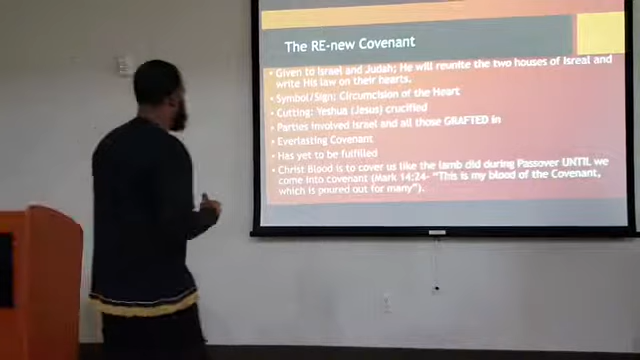 The RE-new Covenant
• Given to Israel and Judah; He will reunite the two houses of Isreal and
write His law on their hearts.
• Symbol/Sign: Circumcision of the Heart
• Cutting: Yeshua (Jesus) crucified
• Parties involved Israel and all those GRAFTED in
• Everlasting Covenant
• Has yet to be fulfilled
• Christ Blood is to cover us like the lamb did during Passover UNTIL we
come into covenant (Mark 14:24- "This is my blood of the Covenant,
which is poured out for many").